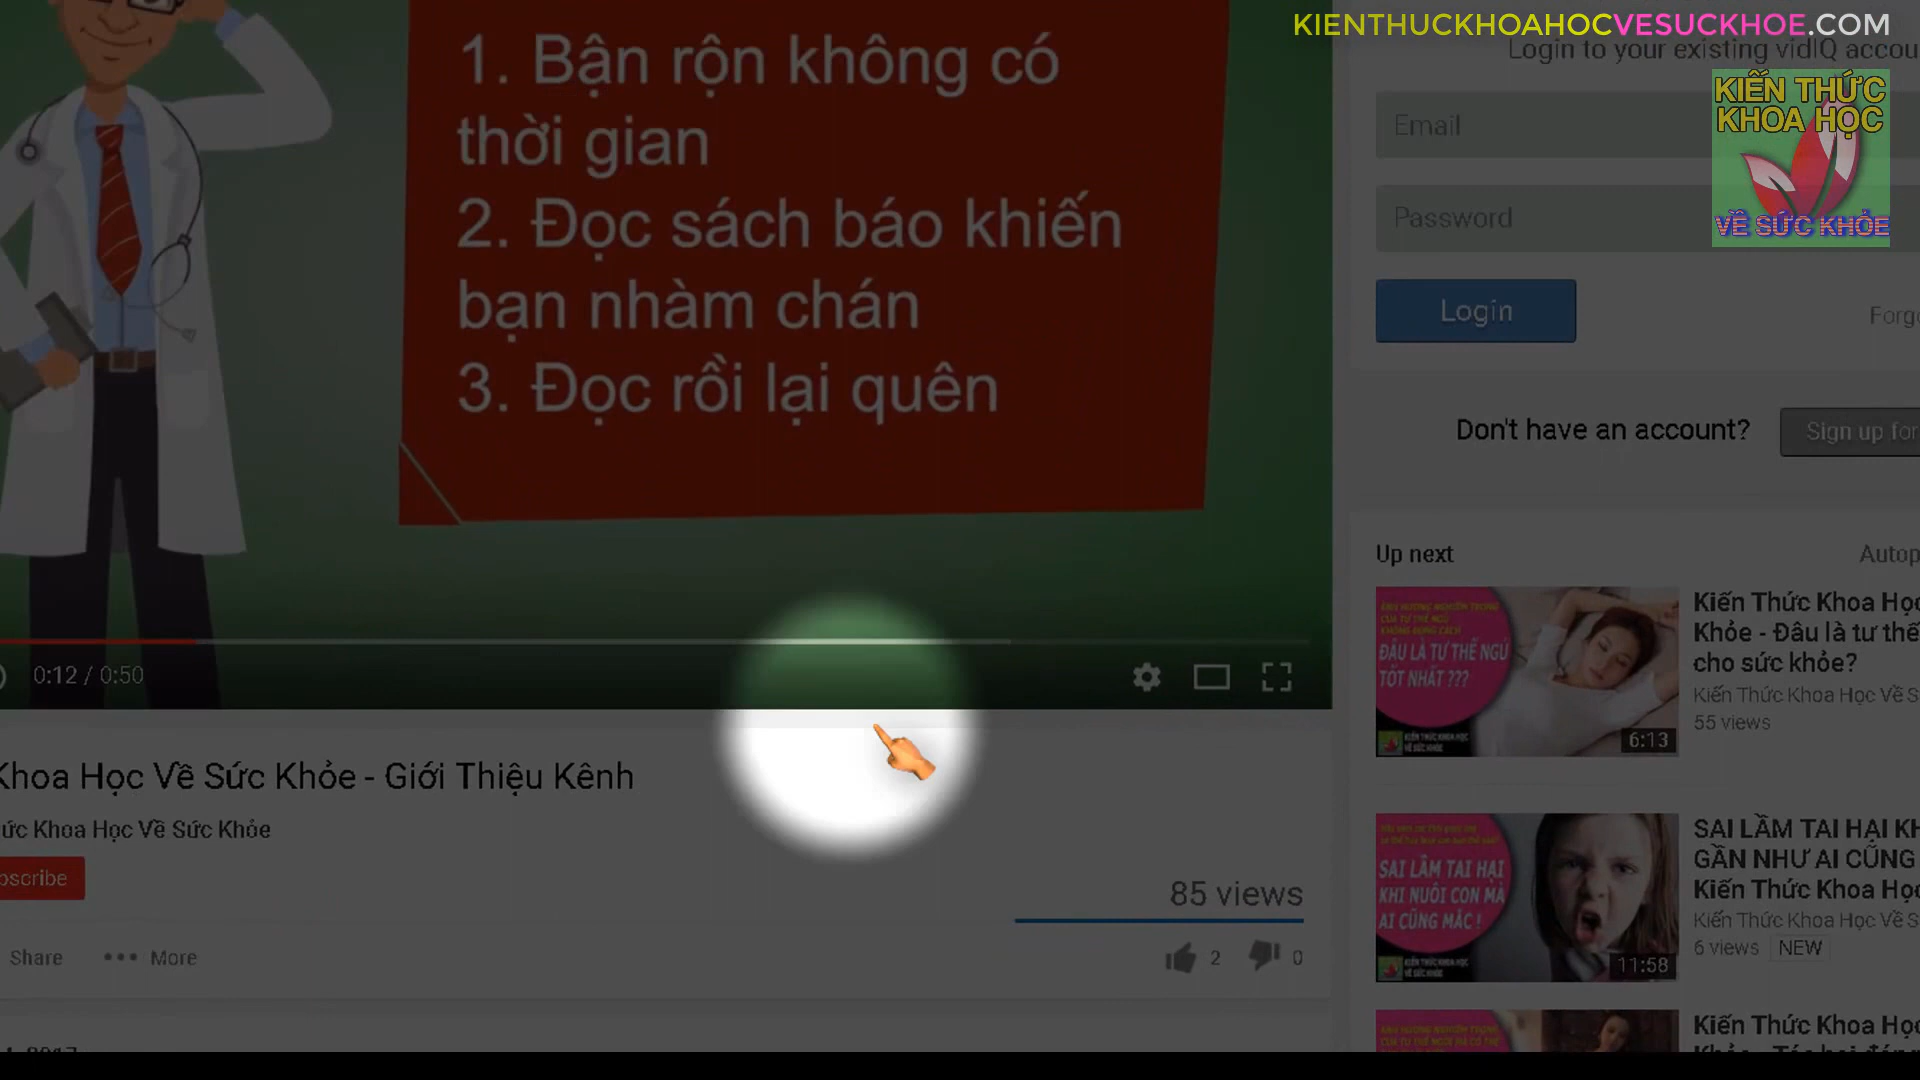 KIENTHUCKHOAHOCVESUCKHOE.COM
Login to your existing vidIQ accou
KIẾN THỨC
KHOA HỌC
VỀ SỨC KHỎE
Email
Password
Login
Forgo
Don't have an account?
Sign up for
1. Bận rộn không có
thời gian
2. Đọc sách báo khiến
bạn nhàm chán
3. Đọc rồi lại quên
0:12 / 0:50
Khoa Học Về Sức Khỏe - Giới Thiệu Kênh
ức Khoa Học Về Sức Khỏe
bscribe
85 views
Share
More
2
0
Up next
Autop
ĐÂU LÀ TƯ THẾ NGỦ
TỐT NHẤT ???
6:13
Kiến Thức Khoa Học
Khỏe - Đâu là tư thế
cho sức khỏe?
Kiến Thức Khoa Học Về S
55 views
SAI LẦM TAI HẠI
KHI NUÔI CON MÀ
AI CŨNG MẮC !
11:58
SAI LẦM TAI HẠI KH
GẦN NHƯ AI CŨNG
Kiến Thức Khoa Học
Kiến Thức Khoa Học Về S
6 views NEW
Kiến Thức Khoa Học